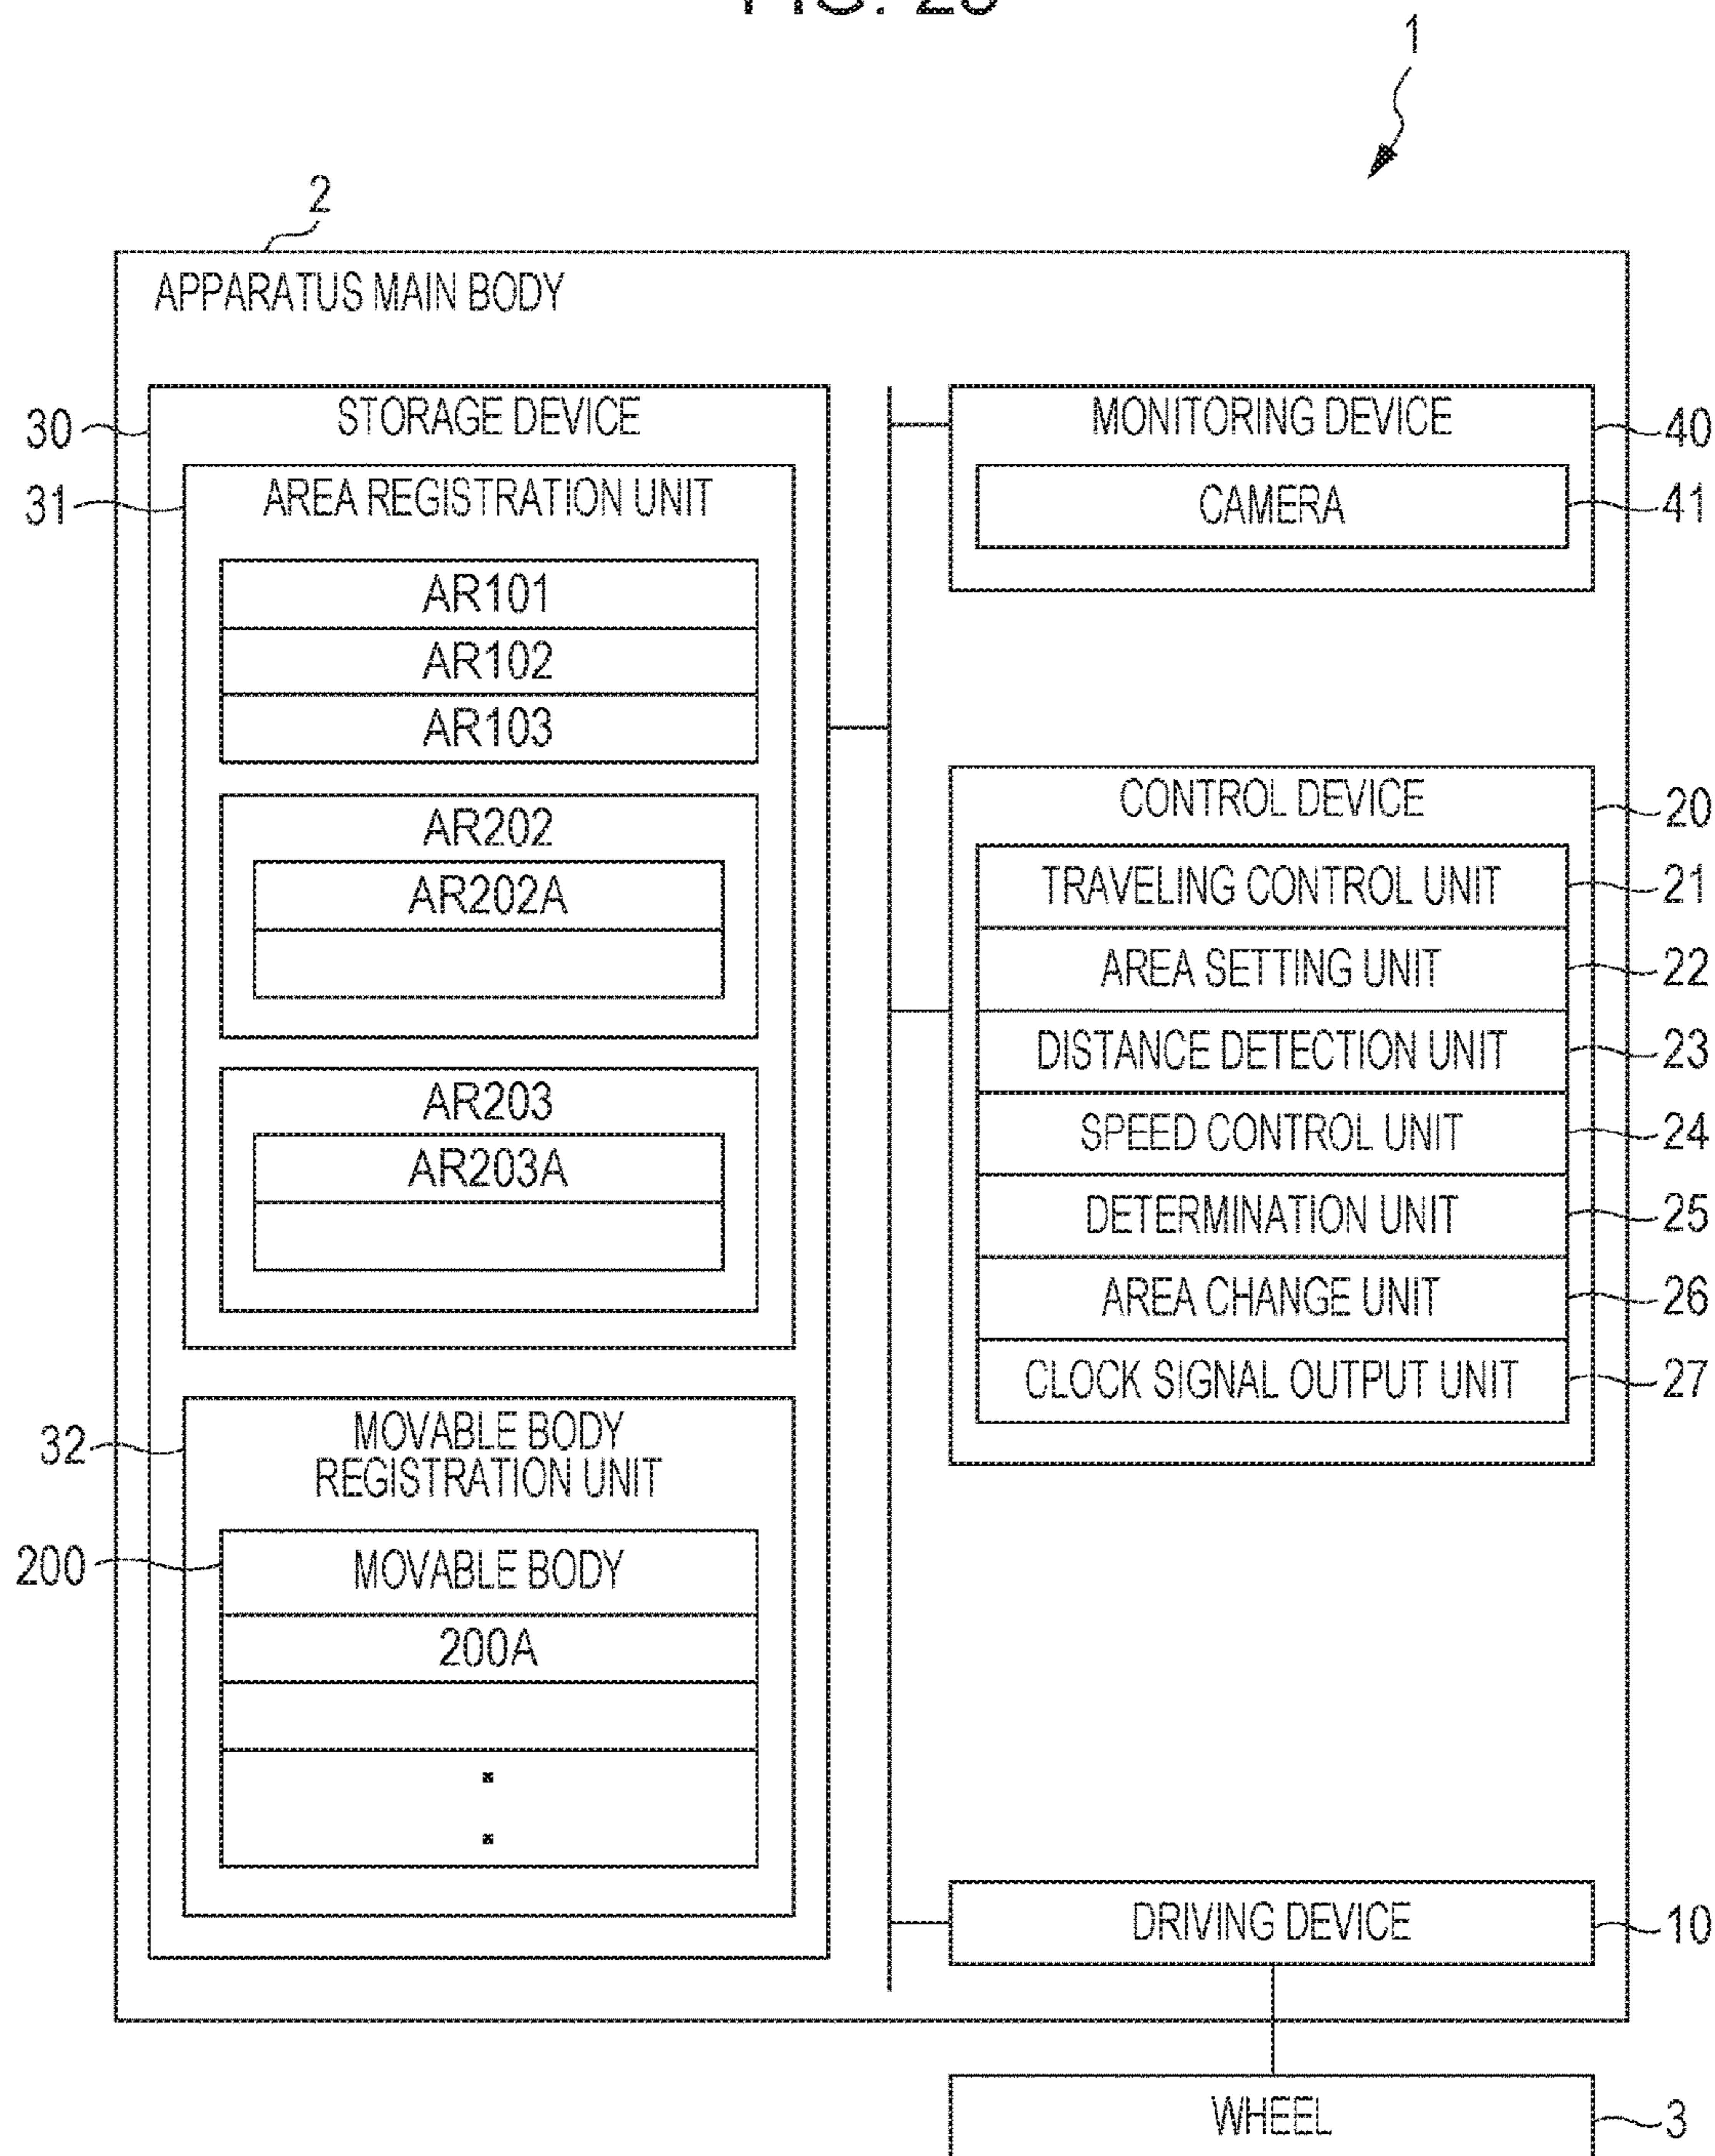 1
2
APPARATUS MAIN BODY
30
STORAGE DEVICE
31
AREA REGISTRATION UNIT
AR101
AR102
AR103
AR202
AR202A
AR203
AR203A
32
MOVABLE BODY
REGISTRATION UNIT
200
MOVABLE BODY
200A
MONITORING DEVICE
40
CAMERA
41
CONTROL DEVICE
20
TRAVELING CONTROL UNIT
21
AREA SETTING UNIT
22
DISTANCE DETECTION UNIT
23
SPEED CONTROL UNIT
24
DETERMINATION UNIT
25
AREA CHANGE UNIT
26
CLOCK SIGNAL OUTPUT UNIT
27
DRIVING DEVICE
10
WHEEL
3